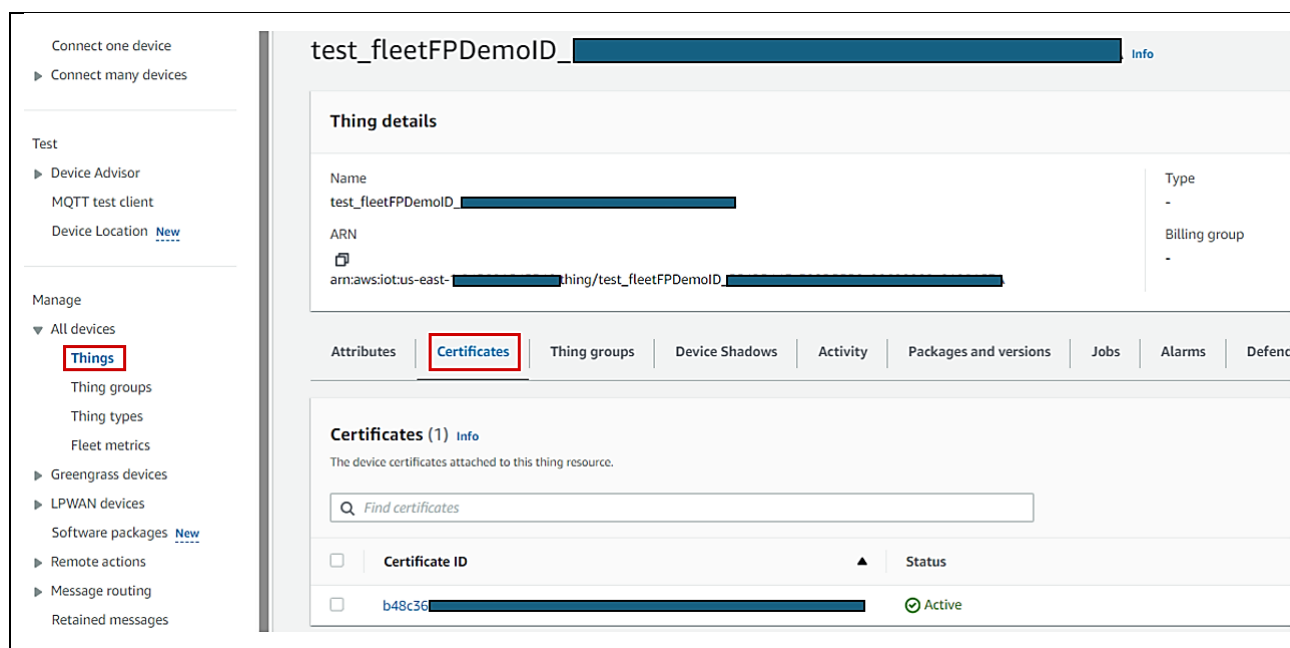 Connect one device
Connect many devices
Test
Device Advisor
MQTT test client
Device Location New
Manage
All devices
Things
Thing groups
Thing types
Fleet metrics
Greengrass devices
LPWAN devices
Software packages New
Remote actions
Message routing
Retained messages
test_fleetFPDemoID_ Info
Thing details
Name
test_fleetFPDemoID_
Type
-
ARN
arn:aws:iot:us-east- thing/test_fleetFPDemoID_
Billing group
-
Attributes Certificates Thing groups Device Shadows Activity Packages and versions Jobs Alarms Defenc
Certificates (1) Info
The device certificates attached to this thing resource.
Find certificates
Certificate ID Status
b48c36 Active